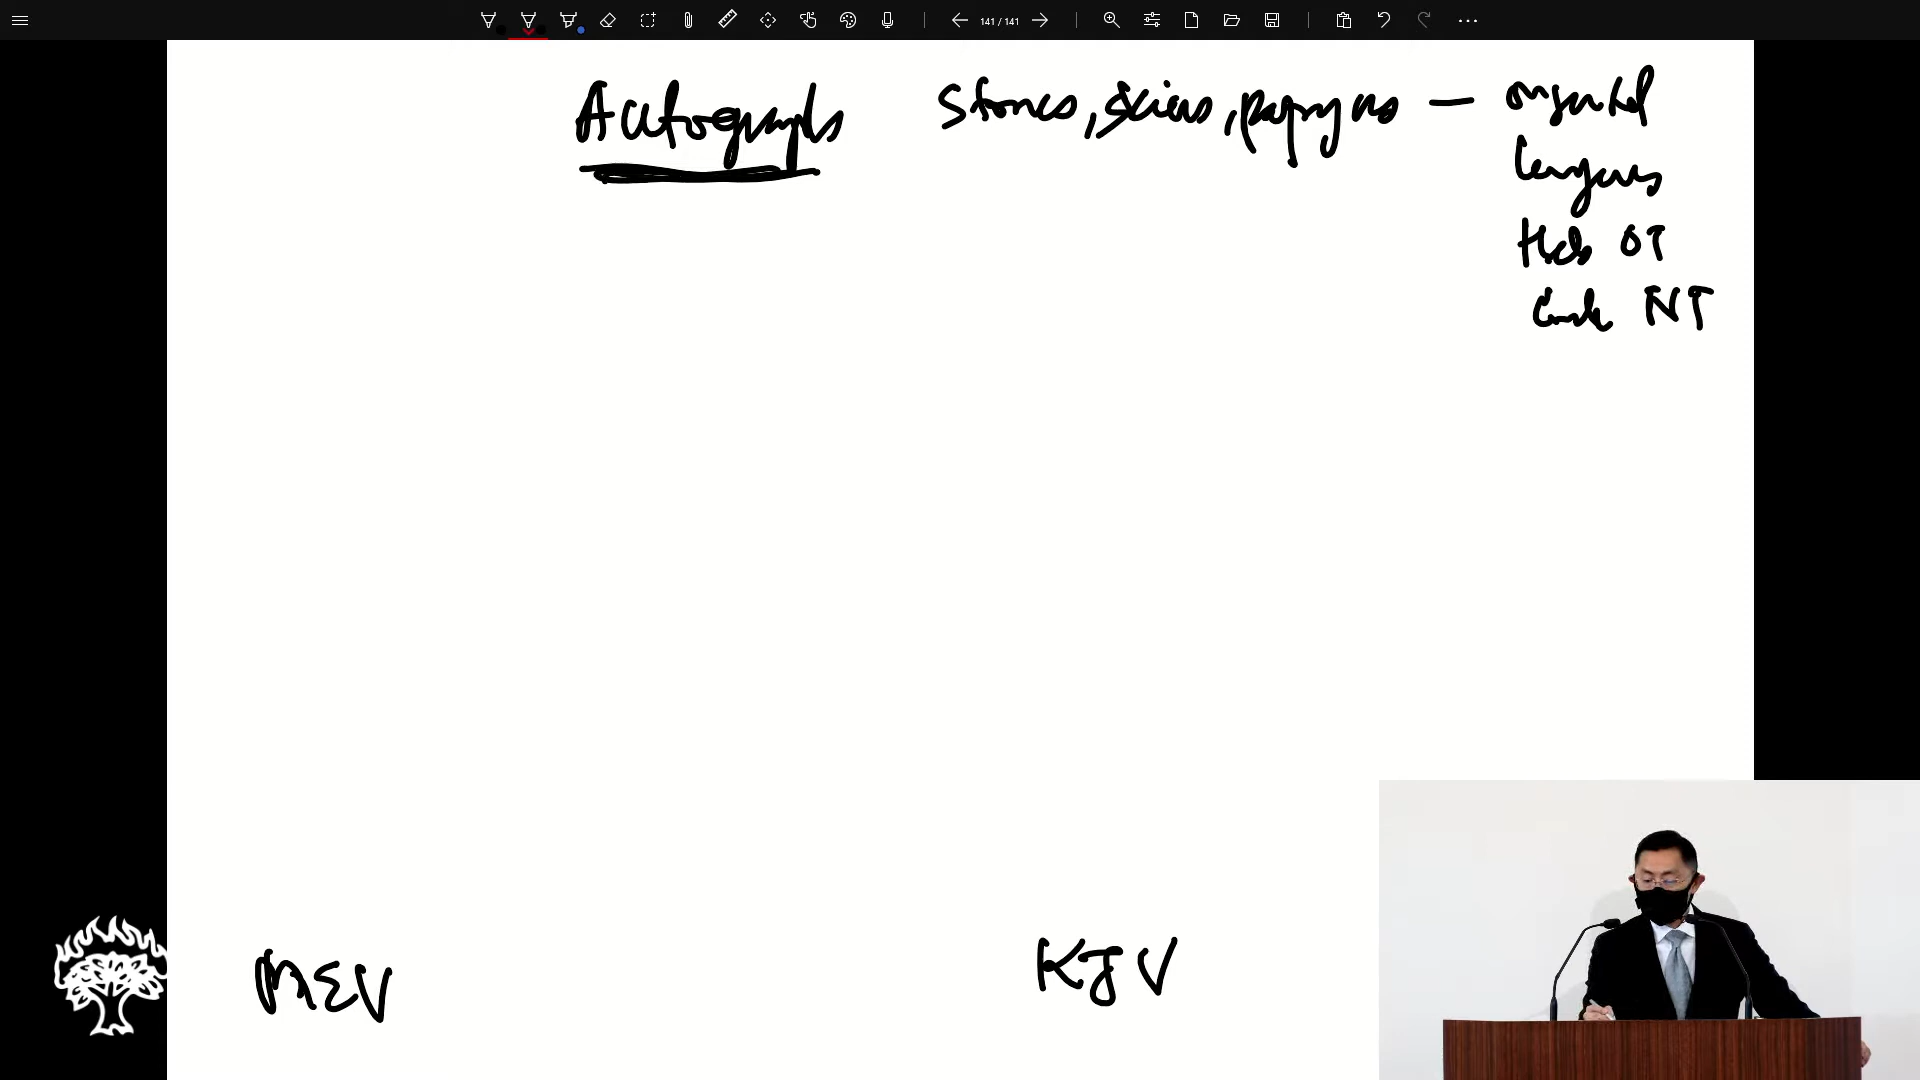 141 / 141
Autographs stones, skins, papyrus — original
languages
Heb OT
Greek NT
MEV KJV